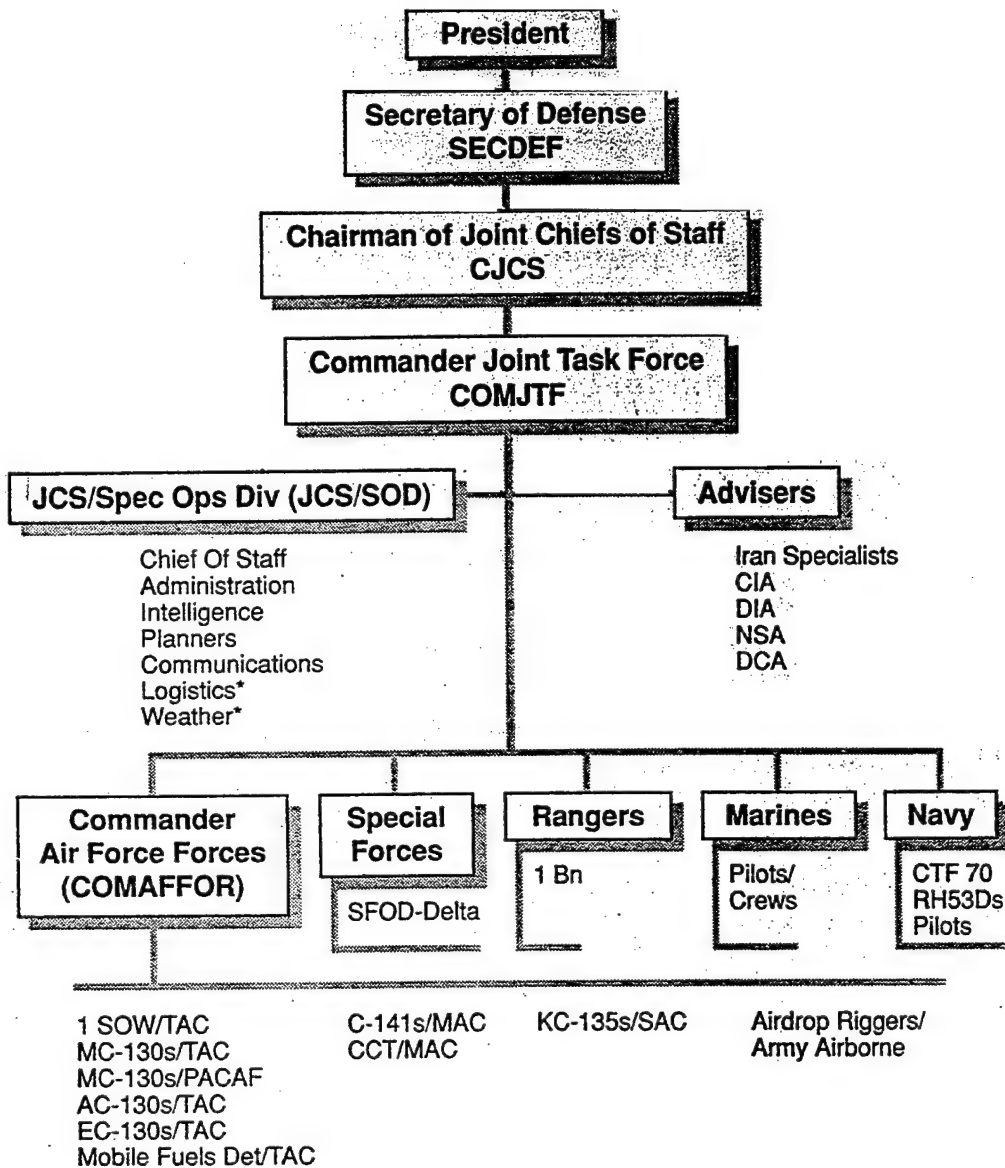 President
Secretary of Defense
SECDEF
Chairman of Joint Chiefs of Staff
CJCS
Commander Joint Task Force
COMJTF
JCS/Spec Ops Div (JCS/SOD)
Chief Of Staff
Administration
Intelligence
Planners
Communications
Logistics*
Weather*
Advisers
Iran Specialists
CIA
DIA
NSA
DCA
Commander
Air Force Forces
(COMAFFOR)
Special
Forces
SFOD-Delta
Rangers
1 Bn
Marines
Pilots/
Crews
Navy
CTF 70
RH53Ds
Pilots
1 SOW/TAC
MC-130s/TAC
MC-130s/PACAF
AC-130s/TAC
EC-130s/TAC
Mobile Fuels Det/TAC
C-141s/MAC
CCT/MAC
KC-135s/SAC
Airdrop Riggers/
Army Airborne